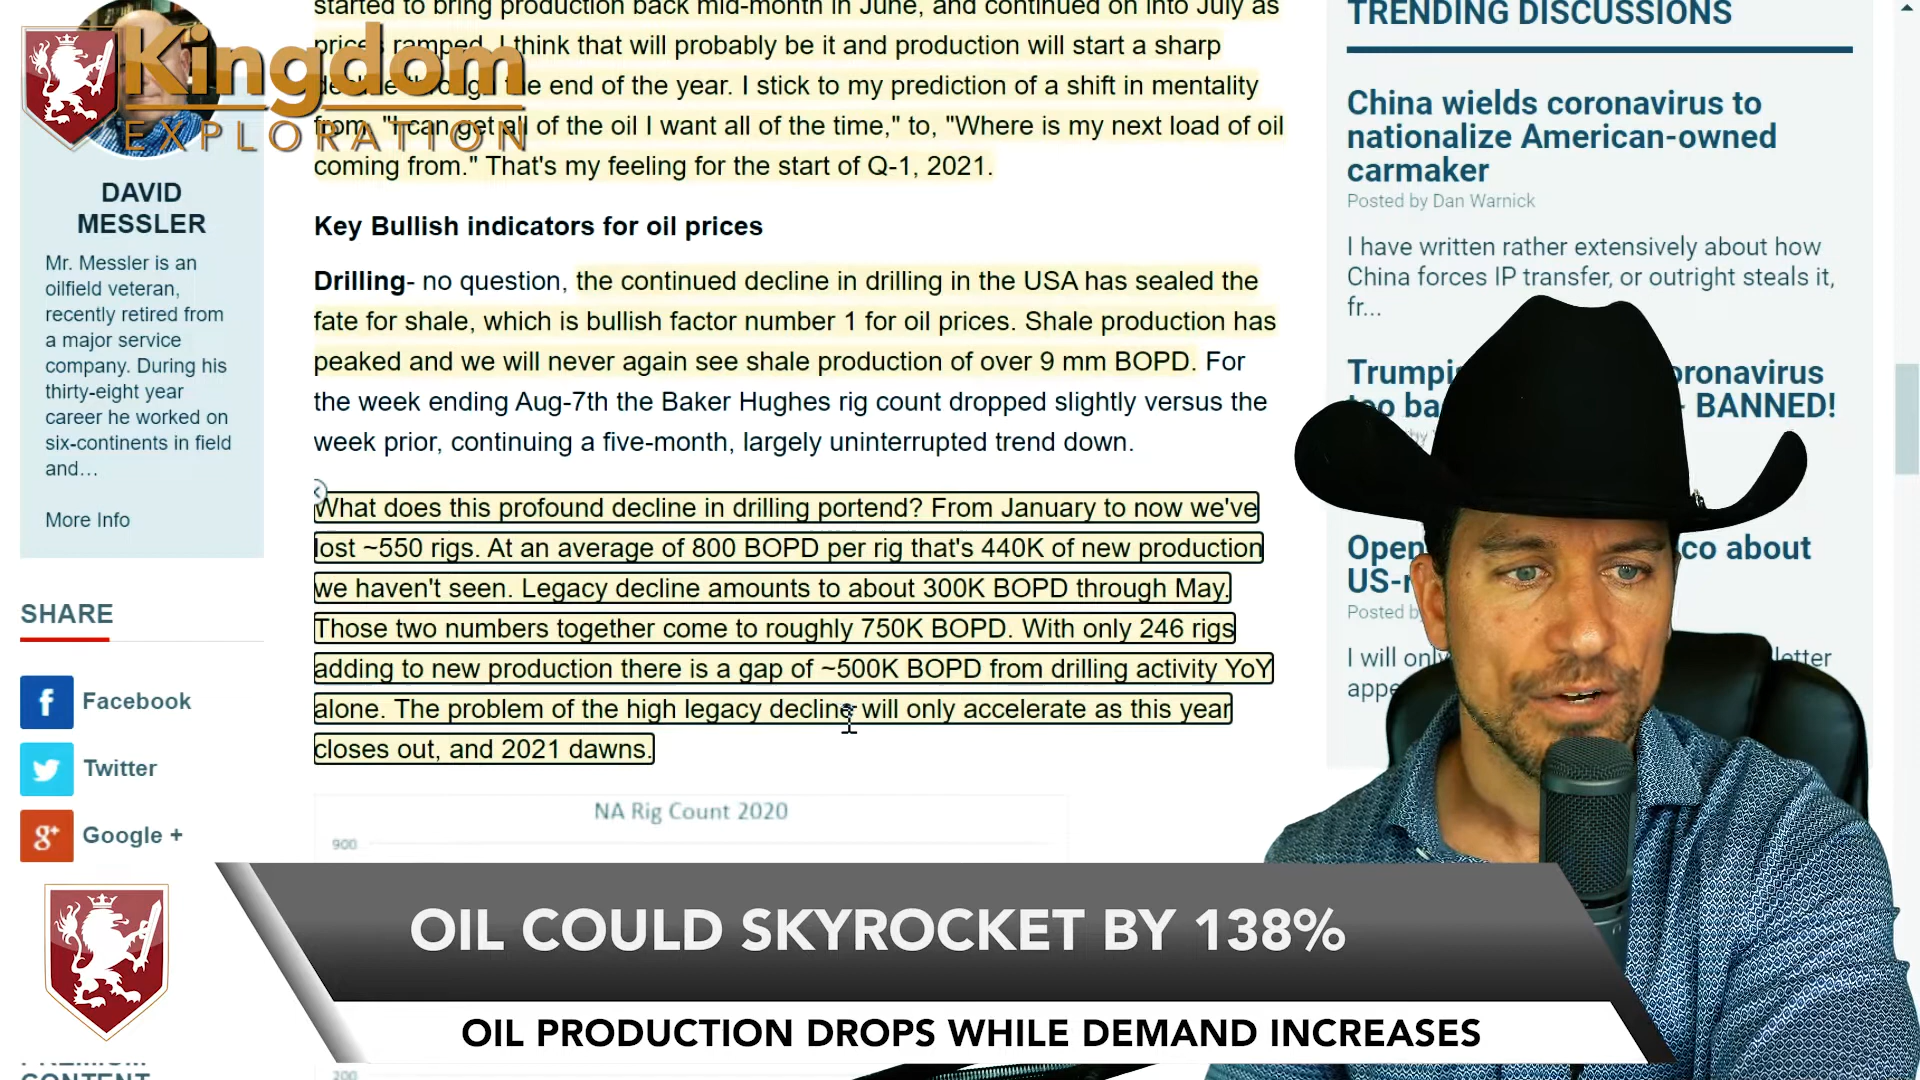 started to bring production back mid-month in June, and continued on into July as
prices ramped. I think that will probably be it and production will start a sharp
the end of the year. I stick to my prediction of a shift in mentality
from, "I can get all of the oil I want all of the time," to, "Where is my next load of oil
coming from." That's my feeling for the start of Q-1, 2021.
Kingdom
EXPLORATION
DAVID
MESSLER
Mr. Messler is an
oilfield veteran,
recently retired from
a major service
company. During his
thirty-eight year
career he worked on
six-continents in field
and...
More Info
SHARE
Facebook
Twitter
Google +
Key Bullish indicators for oil prices
Drilling- no question, the continued decline in drilling in the USA has sealed the
fate for shale, which is bullish factor number 1 for oil prices. Shale production has
peaked and we will never again see shale production of over 9 mm BOPD. For
the week ending Aug-7th the Baker Hughes rig count dropped slightly versus the
week prior, continuing a five-month, largely uninterrupted trend down.
What does this profound decline in drilling portend? From January to now we've
lost ~550 rigs. At an average of 800 BOPD per rig that's 440K of new production
we haven't seen. Legacy decline amounts to about 300K BOPD through May.
Those two numbers together come to roughly 750K BOPD. With only 246 rigs
adding to new production there is a gap of ~500K BOPD from drilling activity YoY
alone. The problem of the high legacy decline will only accelerate as this year
closes out, and 2021 dawns.
NA Rig Count 2020
900
200
TRENDING DISCUSSIONS
China wields coronavirus to
nationalize American-owned
carmaker
Posted by Dan Warnick
I have written rather extensively about how
China forces IP transfer, or outright steals it,
fr...
BANNED!
Open
about
Posted by
I will only
OIL COULD SKYROCKET BY 138%
OIL PRODUCTION DROPS WHILE DEMAND INCREASES
CONTENT